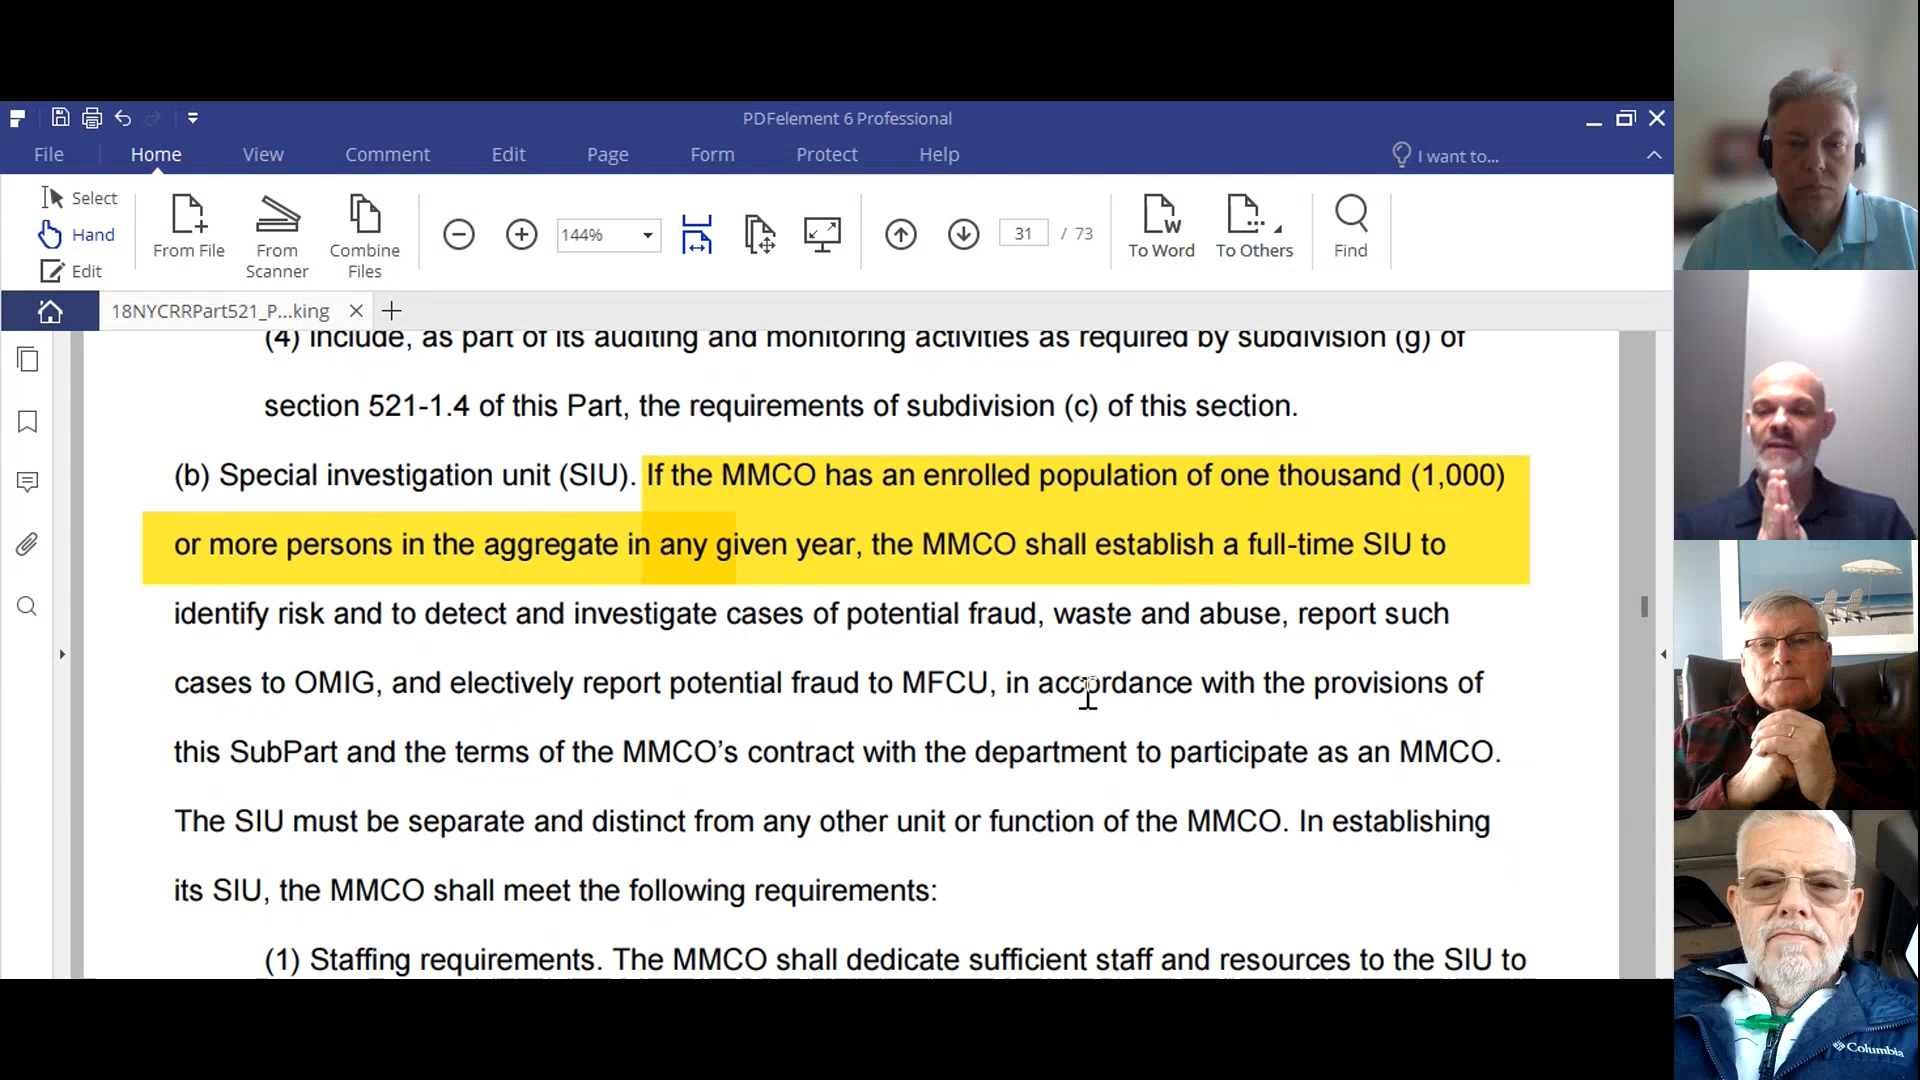 PDFelement 6 Professional
File Home View Comment Edit Page Form Protect Help I want to...
Select
Hand
Edit
From File
From Scanner
Combine Files
144%
31 / 73
To Word
To Others
Find
18NYCRRPart521_P...king
(4) Include, as part of its auditing and monitoring activities as required by subdivision (g) of
section 521-1.4 of this Part, the requirements of subdivision (c) of this section.
(b) Special investigation unit (SIU). If the MMCO has an enrolled population of one thousand (1,000)
or more persons in the aggregate in any given year, the MMCO shall establish a full-time SIU to
identify risk and to detect and investigate cases of potential fraud, waste and abuse, report such
cases to OMIG, and electively report potential fraud to MFCU, in accordance with the provisions of
this SubPart and the terms of the MMCO’s contract with the department to participate as an MMCO.
The SIU must be separate and distinct from any other unit or function of the MMCO. In establishing
its SIU, the MMCO shall meet the following requirements:
(1) Staffing requirements. The MMCO shall dedicate sufficient staff and resources to the SIU to
Columbia